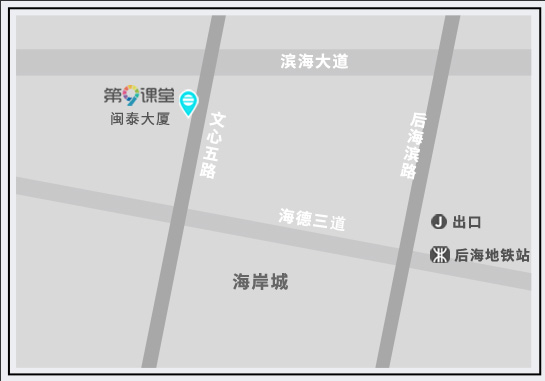 滨海大道
第9课堂
闽泰大厦
文心五路
后海滨路
海德三道
J 出口
后海地铁站
海岸城